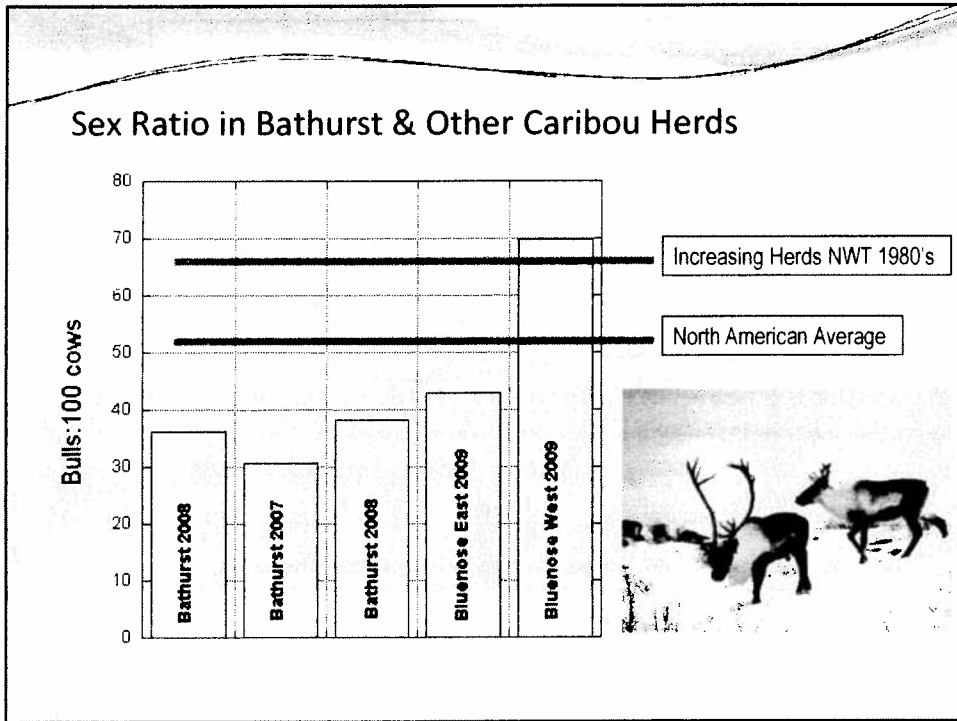 Sex Ratio in Bathurst & Other Caribou Herds
80
70
60
50
40
30
20
10
0
Bulls:100 cows
Bathurst 2008
Bathurst 2007
Bathurst 2008
Bluenose East 2009
Bluenose West 2009
Increasing Herds NWT 1980's
North American Average